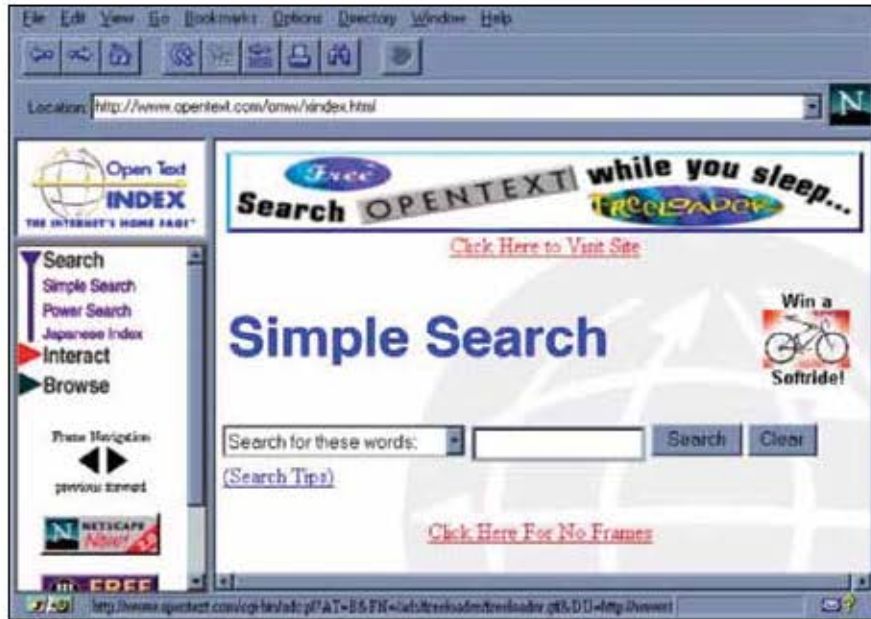 File Edit View Go Bookmarks Options Directory Window Help
Location: http://www.opentext.com/omw/xindex.html
N
Open Text
INDEX
THE INTERNET'S HOME PAGE
Search
Simple Search
Power Search
Japanese Index
Interact
Browse
Frame Navigation
previous forward
N NETSCAPE
Now!
FREE
Free
Search OPENTEXT while you sleep...
FREELOADER
Click Here to Visit Site
Simple Search
Win a
Softride!
Search for these words:
Search Clear
(Search Tips)
Click Here For No Frames